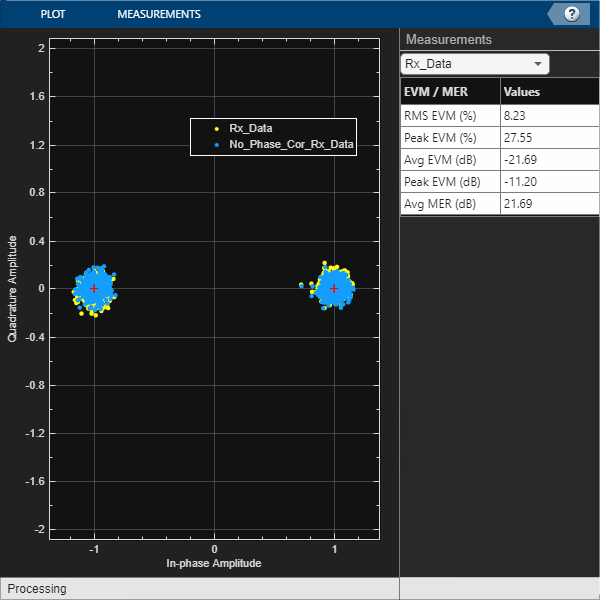 PLOT MEASUREMENTS ?
Measurements
Rx_Data
EVM / MER Values
RMS EVM (%) 8.23
Peak EVM (%) 27.55
Avg EVM (dB) -21.69
Peak EVM (dB) -11.20
Avg MER (dB) 21.69
Rx_Data
No_Phase_Cor_Rx_Data
Quadrature Amplitude
2
1.6
1.2
0.8
0.4
0
-0.4
-0.8
-1.2
-1.6
-2
-1 0 1
In-phase Amplitude
Processing